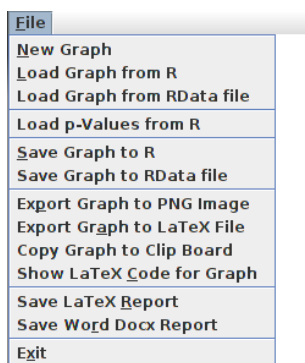 File
New Graph
Load Graph from R
Load Graph from RData file
Load p-Values from R
Save Graph to R
Save Graph to RData file
Export Graph to PNG Image
Export Graph to LaTeX File
Copy Graph to Clip Board
Show LaTeX Code for Graph
Save LaTeX Report
Save Word Docx Report
Exit